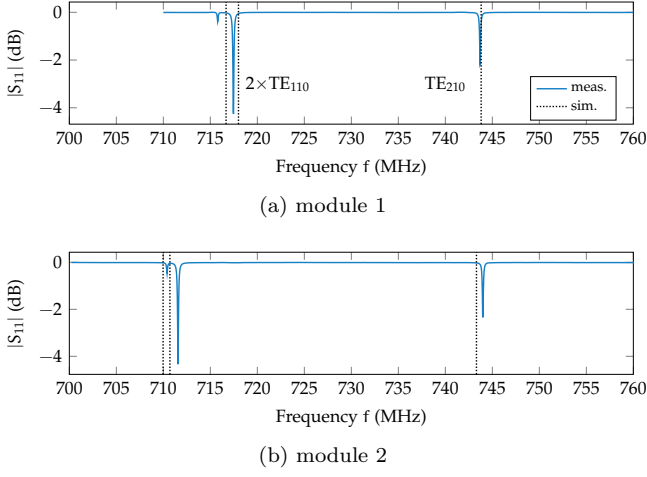 0
−2
−4
|S₁₁| (dB)
2×TE₁₁₀
TE₂₁₀
meas.
sim.
700 705 710 715 720 725 730 735 740 745 750 755 760
Frequency f (MHz)
(a) module 1
0
−2
−4
|S₁₁| (dB)
700 705 710 715 720 725 730 735 740 745 750 755 760
Frequency f (MHz)
(b) module 2